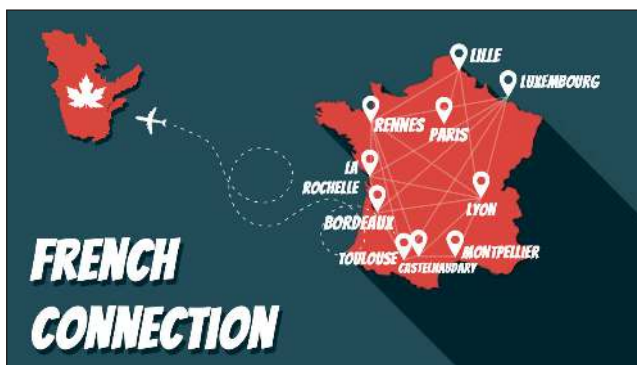 FRENCH
CONNECTION
LILLE
LUXEMBOURG
RENNES
PARIS
LA
ROCHELLE
LYON
BORDEAUX
TOULOUSE
CASTELNAUDARY
MONTPELLIER